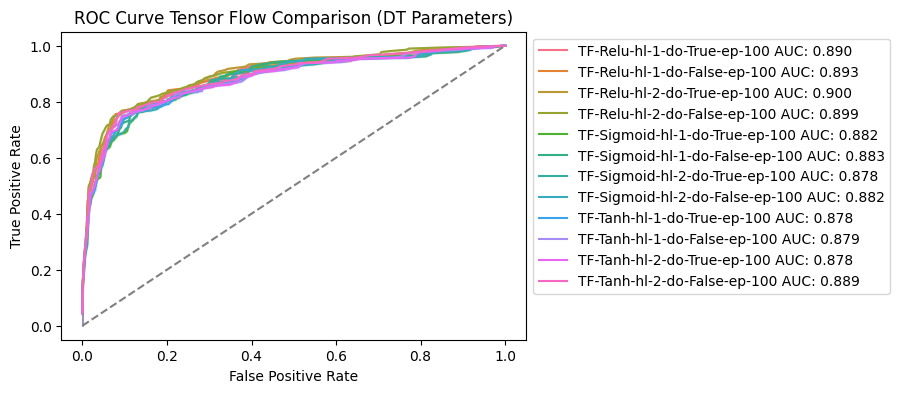 ROC Curve Tensor Flow Comparison (DT Parameters)
True Positive Rate
1.0
0.8
0.6
0.4
0.2
0.0
0.0 0.2 0.4 0.6 0.8 1.0
False Positive Rate
TF-Relu-hl-1-do-True-ep-100 AUC: 0.890
TF-Relu-hl-1-do-False-ep-100 AUC: 0.893
TF-Relu-hl-2-do-True-ep-100 AUC: 0.900
TF-Relu-hl-2-do-False-ep-100 AUC: 0.899
TF-Sigmoid-hl-1-do-True-ep-100 AUC: 0.882
TF-Sigmoid-hl-1-do-False-ep-100 AUC: 0.883
TF-Sigmoid-hl-2-do-True-ep-100 AUC: 0.878
TF-Sigmoid-hl-2-do-False-ep-100 AUC: 0.882
TF-Tanh-hl-1-do-True-ep-100 AUC: 0.878
TF-Tanh-hl-1-do-False-ep-100 AUC: 0.879
TF-Tanh-hl-2-do-True-ep-100 AUC: 0.878
TF-Tanh-hl-2-do-False-ep-100 AUC: 0.889